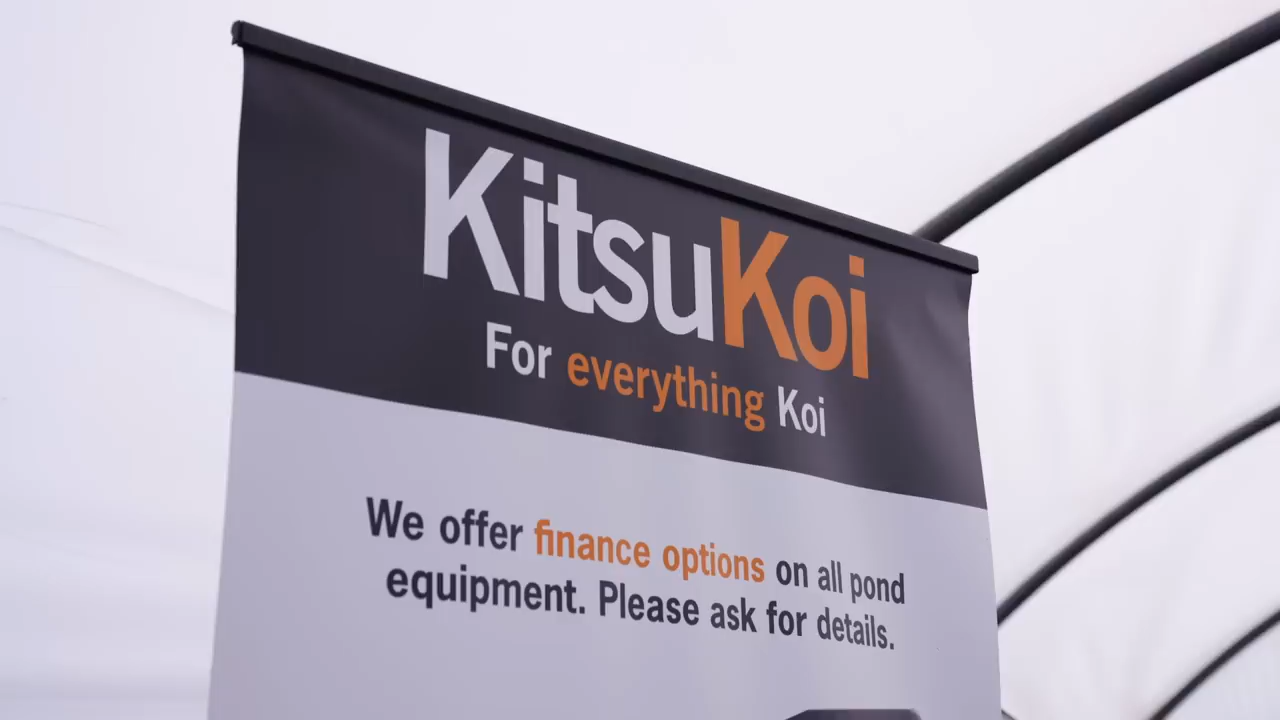 KitsuKoi
For everything Koi
We offer finance options on all pond
equipment. Please ask for details.